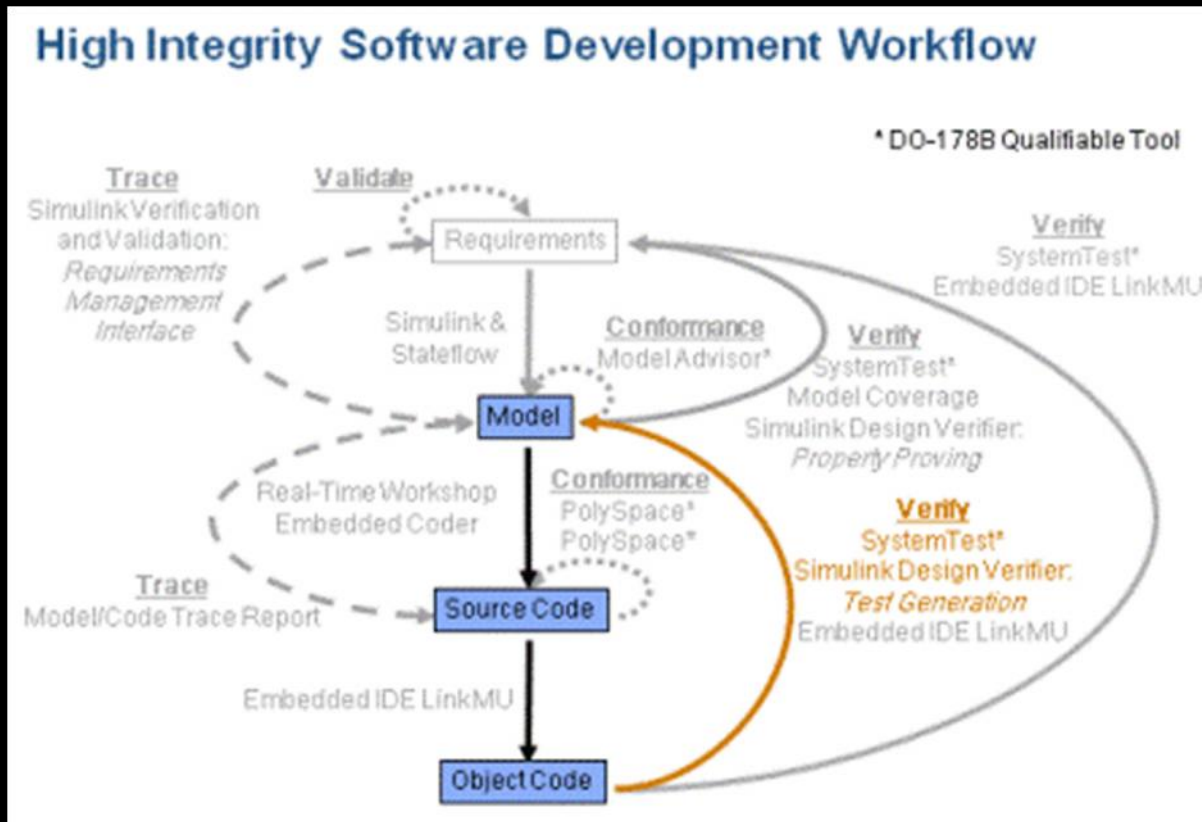 High Integrity Software Development Workflow
* DO-178B Qualifiable Tool
Trace
Simulink Verification
and Validation:
Requirements
Management
Interface
Validate
Requirements
Verify
SystemTest*
Embedded IDE LinkMU
Simulink &
Stateflow
Conformance
Model Advisor*
Verify
SystemTest*
Model Coverage
Simulink Design Verifier:
Property Proving
Model
Real-Time Workshop
Embedded Coder
Conformance
PolySpace*
PolySpace*
Verify
SystemTest*
Simulink Design Verifier:
Test Generation
Embedded IDE LinkMU
Trace
Model/Code Trace Report
Source Code
Embedded IDE LinkMU
Object Code